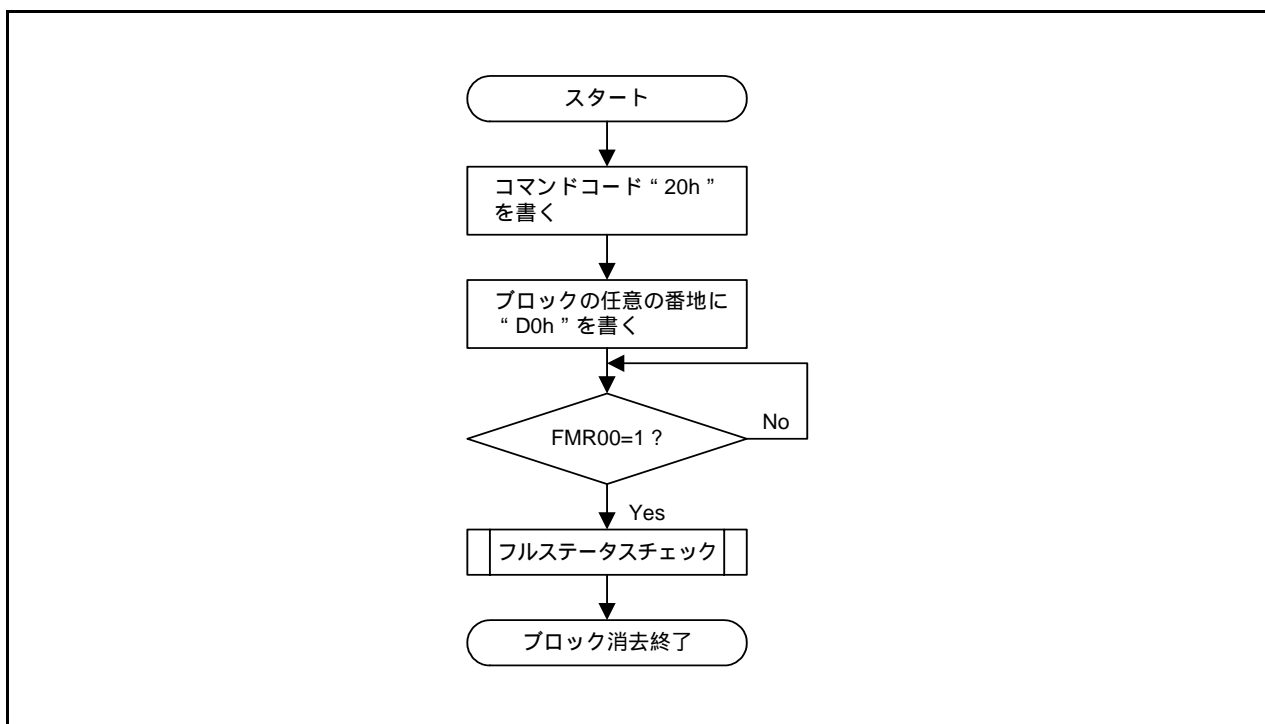 スタート
コマンドコード“ 20h ”
を書く
ブロックの任意の番地に
“ D0h ” を書く
FMR00=1 ?
No
Yes
フルステータスチェック
ブロック消去終了